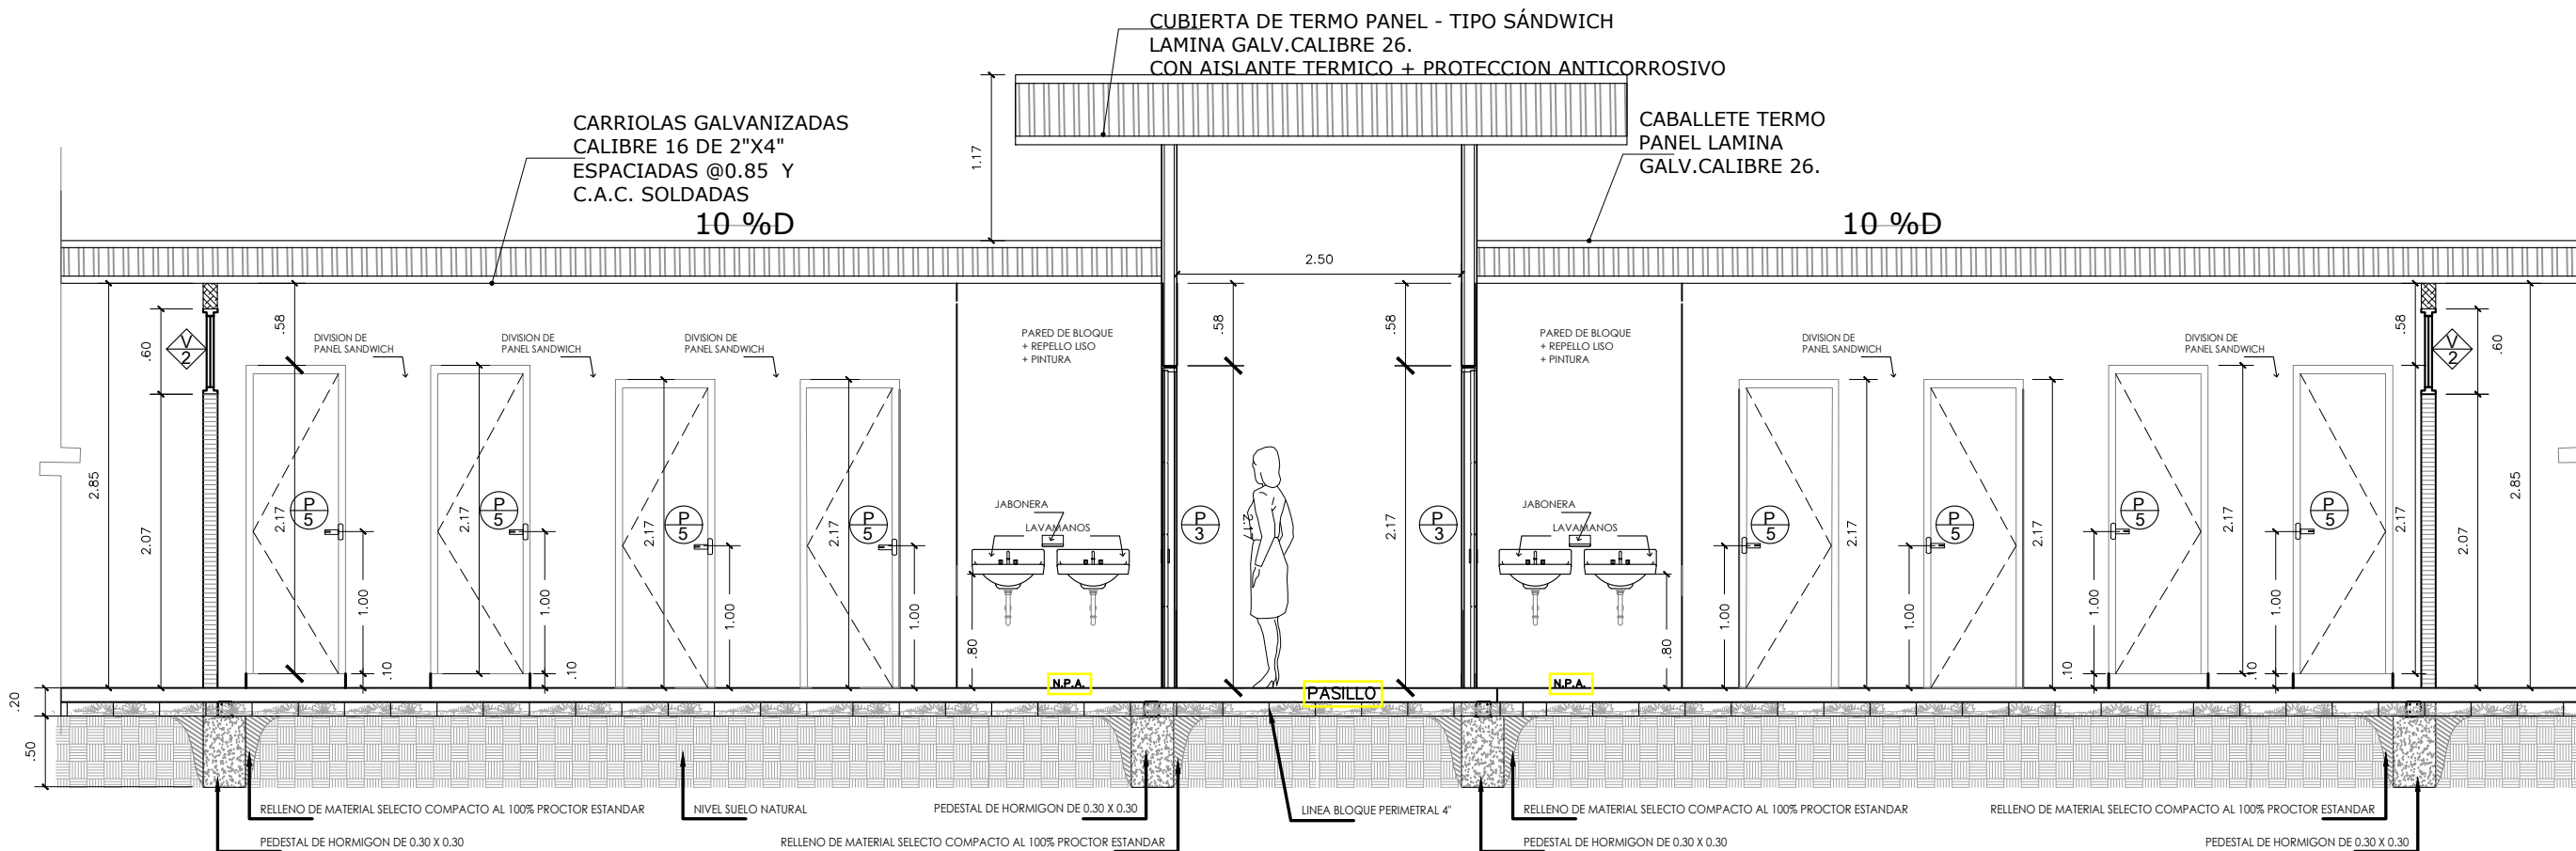 CUBIERTA DE TERMO PANEL - TIPO SÁNDWICH
LAMINA GALV.CALIBRE 26.
CON AISLANTE TERMICO + PROTECCION ANTICORROSIVO
CARRIOLAS GALVANIZADAS
CALIBRE 16 DE 2"X4"
ESPACIADAS @0.85 Y
C.A.C. SOLDADAS
CABALLETE TERMO
PANEL LAMINA
GALV.CALIBRE 26.
1.17
10 %D
10 %D
2.50
.60
V
2
.58
DIVISION DE
PANEL SANDWICH
DIVISION DE
PANEL SANDWICH
DIVISION DE
PANEL SANDWICH
PARED DE BLOQUE
+ REPELLO LISO
+ PINTURA
.58
.58
PARED DE BLOQUE
+ REPELLO LISO
+ PINTURA
DIVISION DE
PANEL SANDWICH
DIVISION DE
PANEL SANDWICH
.58
V
2
.60
2.85
2.07
2.17
P
5
2.17
P
5
2.17
P
5
2.17
P
5
JABONERA
LAVAMANOS
P
3
2.17
2.17
P
3
JABONERA
LAVAMANOS
P
5
2.17
P
5
2.17
P
5
2.17
P
5
2.17
2.07
2.85
1.00
1.00
1.00
1.00
.80
.80
1.00
1.00
1.00
1.00
.10
.10
.10
.10
N.P.A.
PASILLO
N.P.A.
.20
.50
RELLENO DE MATERIAL SELECTO COMPACTO AL 100% PROCTOR ESTANDAR
NIVEL SUELO NATURAL
PEDESTAL DE HORMIGON DE 0.30 X 0.30
LINEA BLOQUE PERIMETRAL 4"
RELLENO DE MATERIAL SELECTO COMPACTO AL 100% PROCTOR ESTANDAR
RELLENO DE MATERIAL SELECTO COMPACTO AL 100% PROCTOR ESTANDAR
PEDESTAL DE HORMIGON DE 0.30 X 0.30
RELLENO DE MATERIAL SELECTO COMPACTO AL 100% PROCTOR ESTANDAR
PEDESTAL DE HORMIGON DE 0.30 X 0.30
PEDESTAL DE HORMIGON DE 0.30 X 0.30